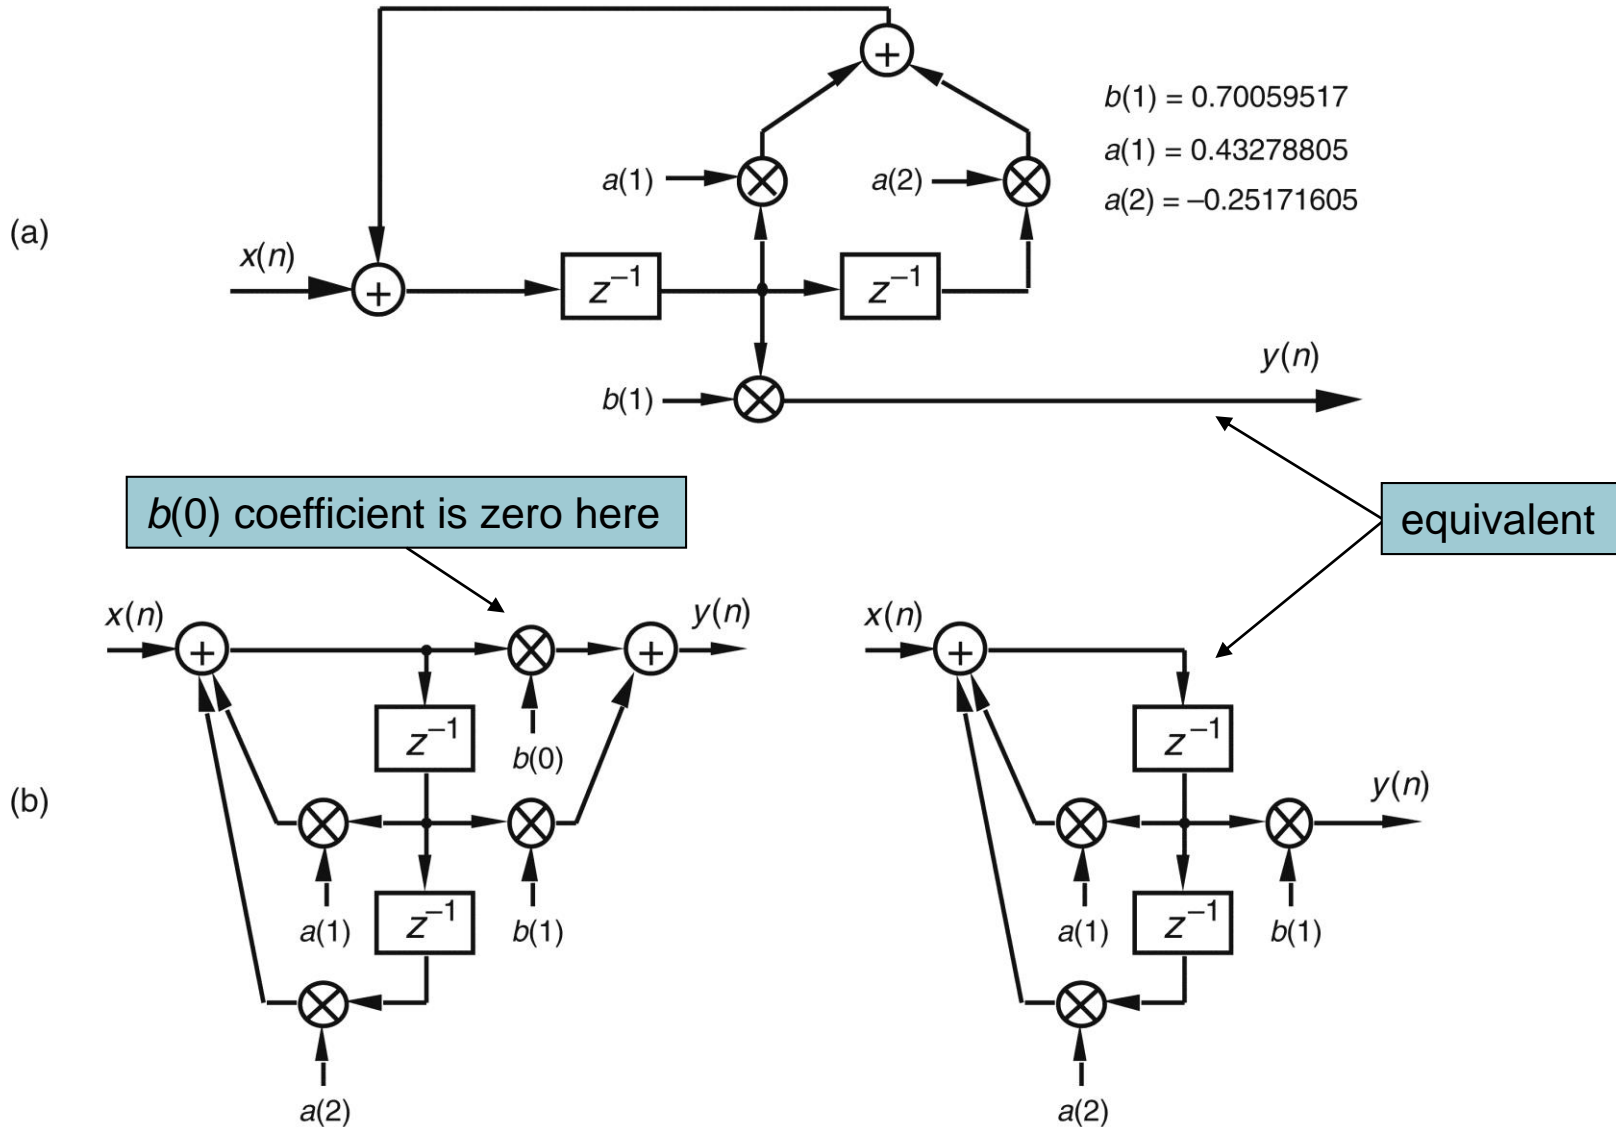 b(1) = 0.70059517
a(1) = 0.43278805
a(2) = –0.25171605
(a)
a(1)
a(2)
x(n)
+
+
z⁻¹
z⁻¹
b(1)
y(n)
b(0) coefficient is zero here
equivalent
(b)
x(n)
+
+
y(n)
z⁻¹
b(0)
a(1)
z⁻¹
b(1)
a(2)
x(n)
+
z⁻¹
y(n)
a(1)
z⁻¹
b(1)
a(2)